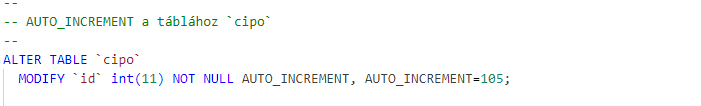 --
-- AUTO_INCREMENT a táblához `cipo`
--
ALTER TABLE `cipo`
  MODIFY `id` int(11) NOT NULL AUTO_INCREMENT, AUTO_INCREMENT=105;